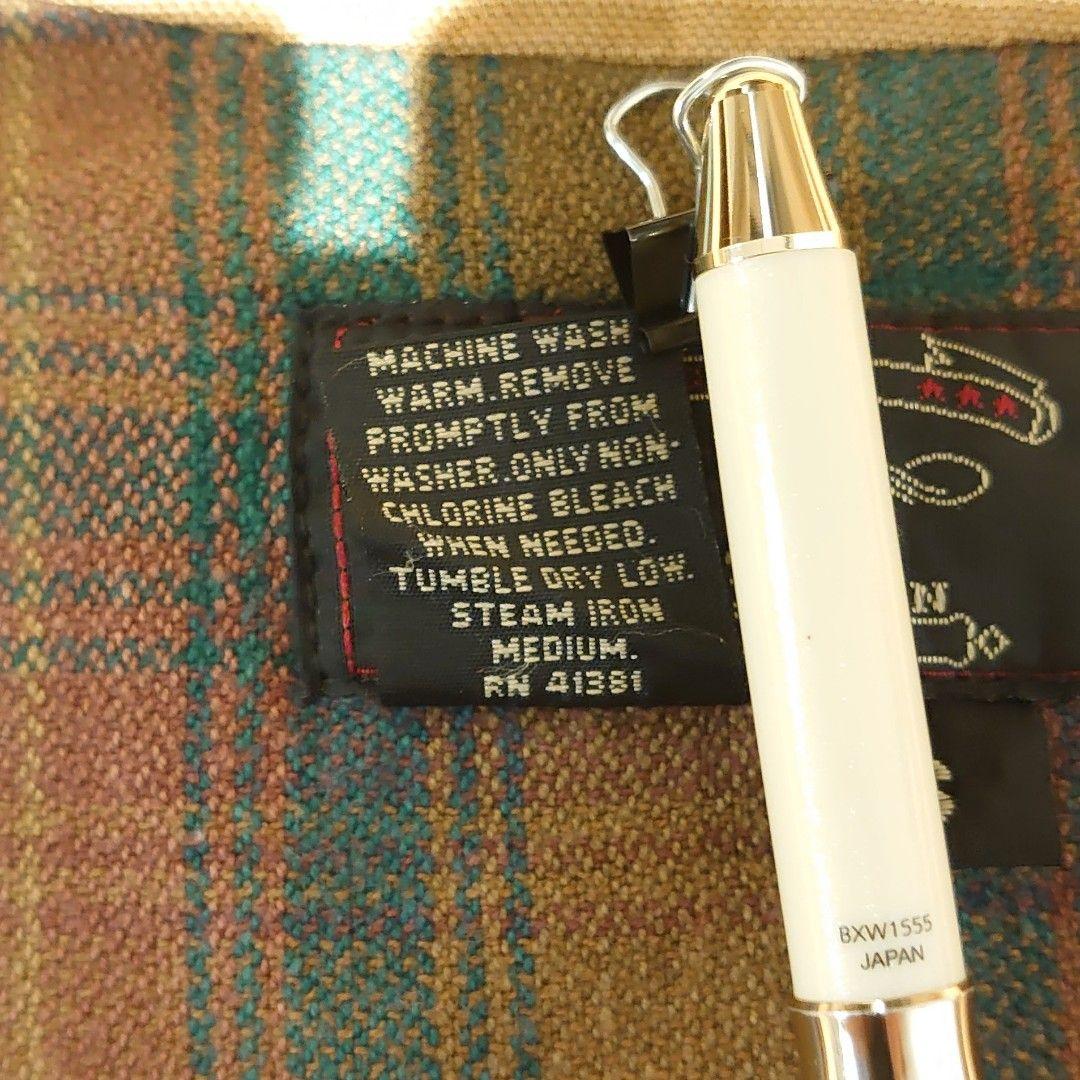 MACHINE WASH
WARM.REMOVE
PROMPTLY FROM
WASHER.ONLY NON-
CHLORINE BLEACH
WHEN NEEDED.
TUMBLE DRY LOW.
STEAM IRON
MEDIUM.
RN 41381
BXW1555
JAPAN